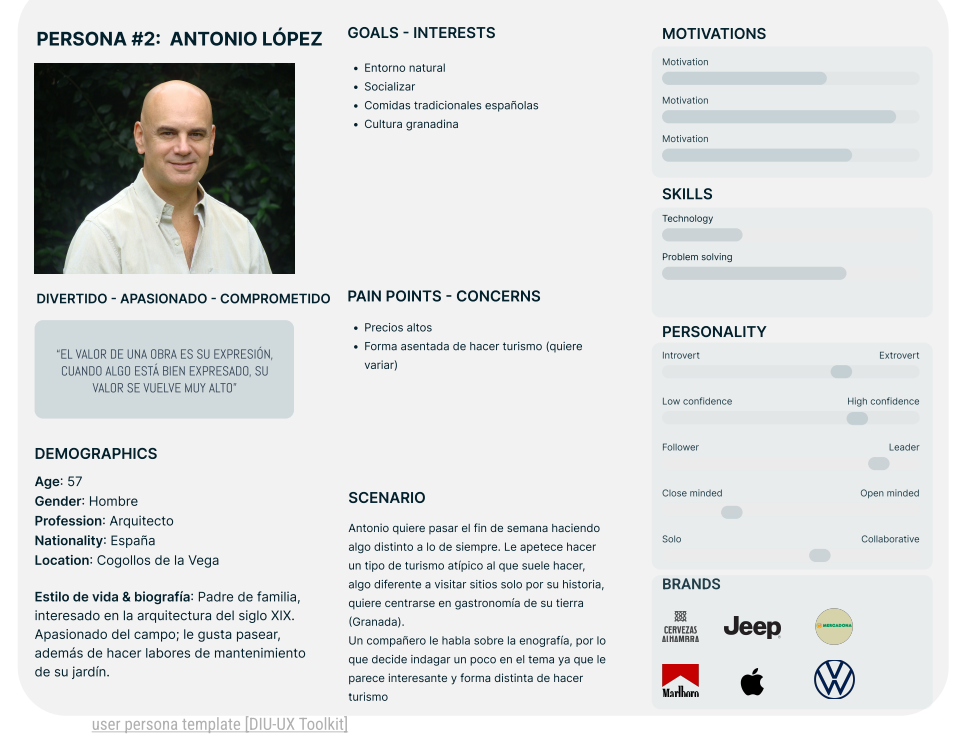 PERSONA #2: ANTONIO LÓPEZ
DIVERTIDO - APASIONADO - COMPROMETIDO
“EL VALOR DE UNA OBRA ES SU EXPRESIÓN,
CUANDO ALGO ESTÁ BIEN EXPRESADO, SU
VALOR SE VUELVE MUY ALTO”
DEMOGRAPHICS
Age: 57
Gender: Hombre
Profession: Arquitecto
Nationality: España
Location: Cogollos de la Vega
Estilo de vida & biografía: Padre de familia,
interesado en la arquitectura del siglo XIX.
Apasionado del campo; le gusta pasear,
además de hacer labores de mantenimiento
de su jardín.
GOALS - INTERESTS
• Entorno natural
• Socializar
• Comidas tradicionales españolas
• Cultura granadina
PAIN POINTS - CONCERNS
• Precios altos
• Forma asentada de hacer turismo (quiere
variar)
SCENARIO
Antonio quiere pasar el fin de semana haciendo
algo distinto a lo de siempre. Le apetece hacer
un tipo de turismo atípico al que suele hacer,
algo diferente a visitar sitios solo por su historia,
quiere centrarse en gastronomía de su tierra
(Granada).
Un compañero le habla sobre la enografía, por lo
que decide indagar un poco en el tema ya que le
parece interesante y forma distinta de hacer
turismo
MOTIVATIONS
Motivation
Motivation
Motivation
SKILLS
Technology
Problem solving
PERSONALITY
Introvert Extrovert
Low confidence High confidence
Follower Leader
Close minded Open minded
Solo Collaborative
BRANDS
CERVEZAS
ALHAMBRA
Jeep
MERCADONA
Marlboro
user persona template [DIU-UX Toolkit]